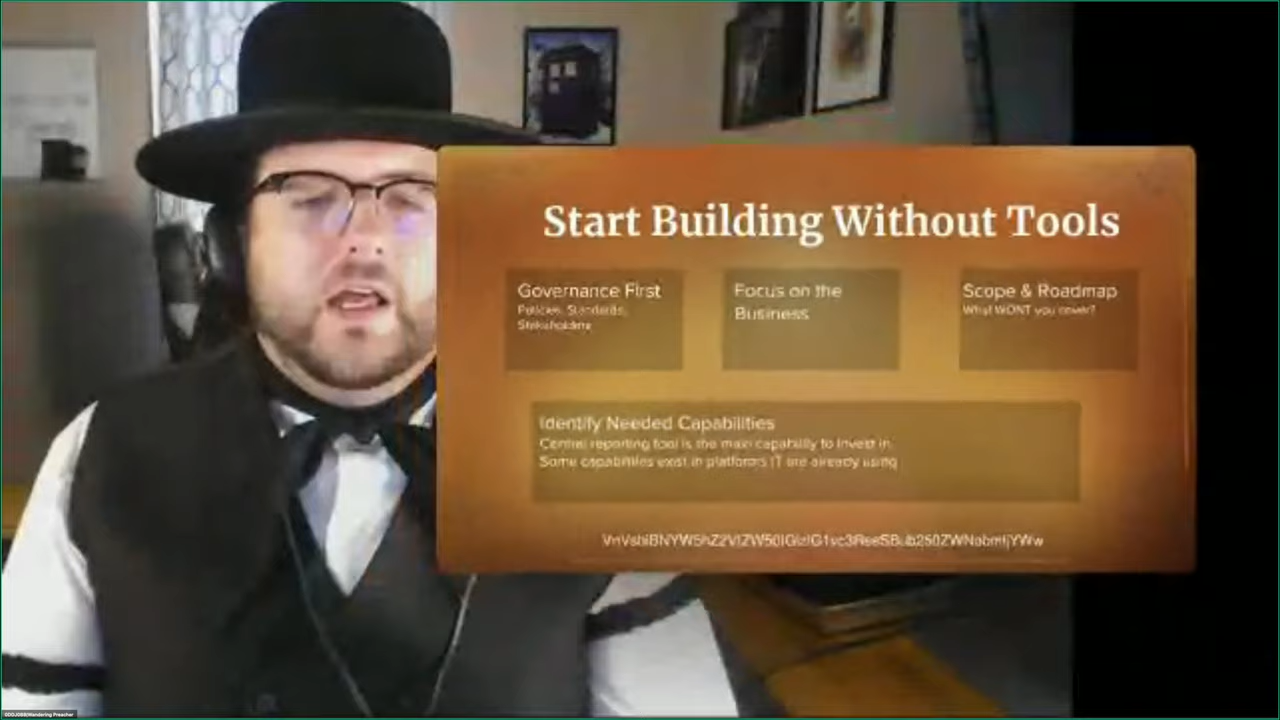 Start Building Without Tools
Governance First
Policies, Standards,
Stakeholders
Focus on the
Business
Scope & Roadmap
What WONT you cover?
Identify Needed Capabilities
Central reporting tool is the main capability to invest in
Some capabilities exist in platforms IT are already using